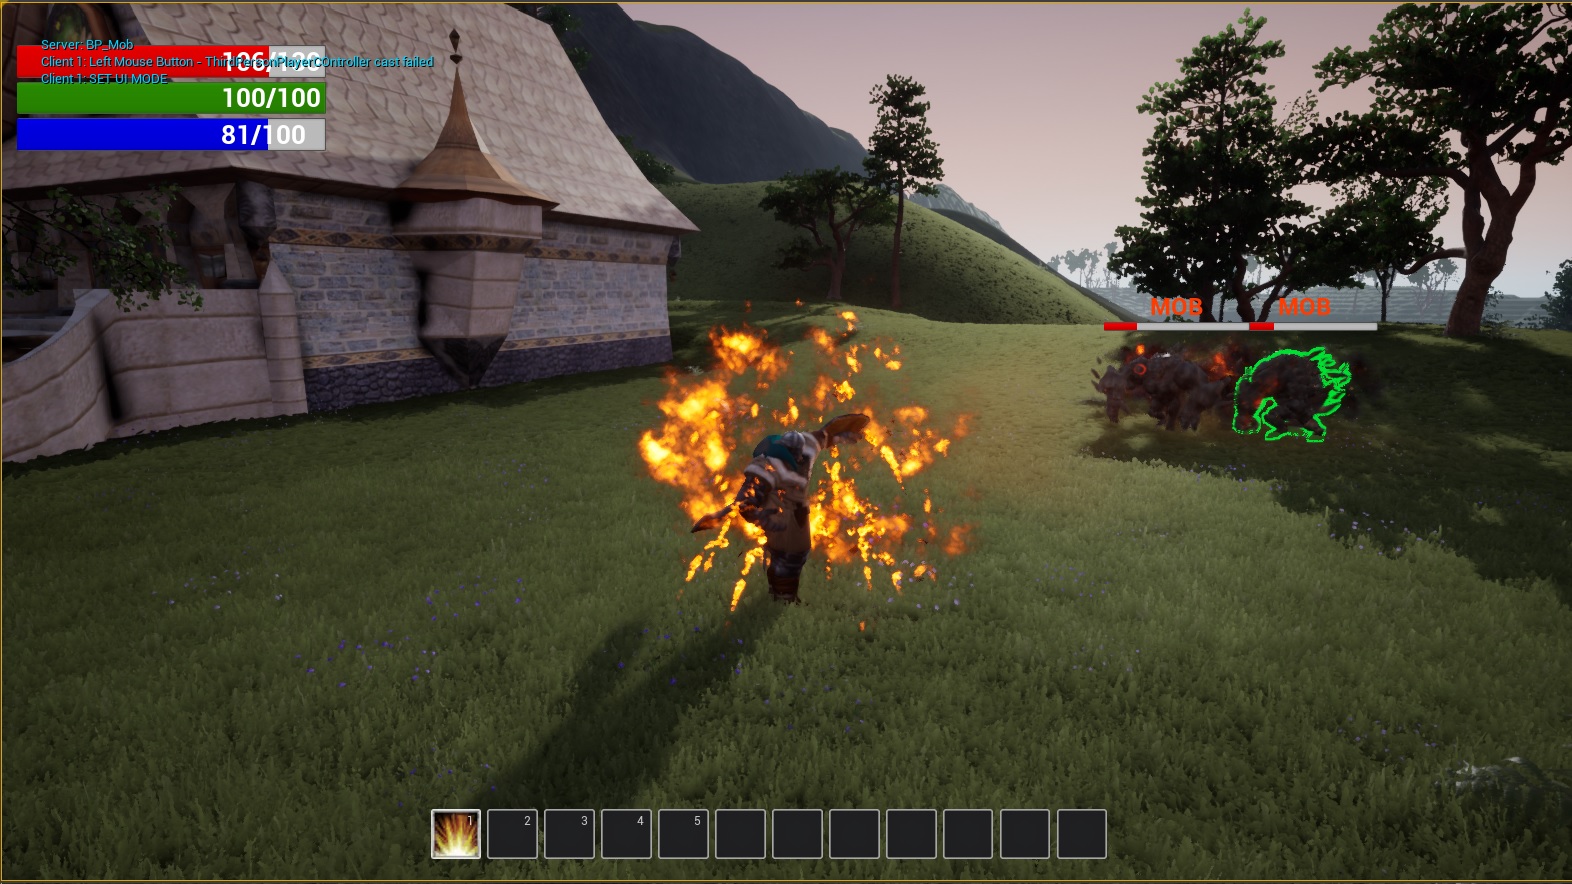 Server: BP_Mob
Client 1: Left Mouse Button - ThirdPersonPlayerC0ntroller cast failed
Client 1: SET UI MODE
100/100
81/100
MOB MOB
1 2 3 4 5